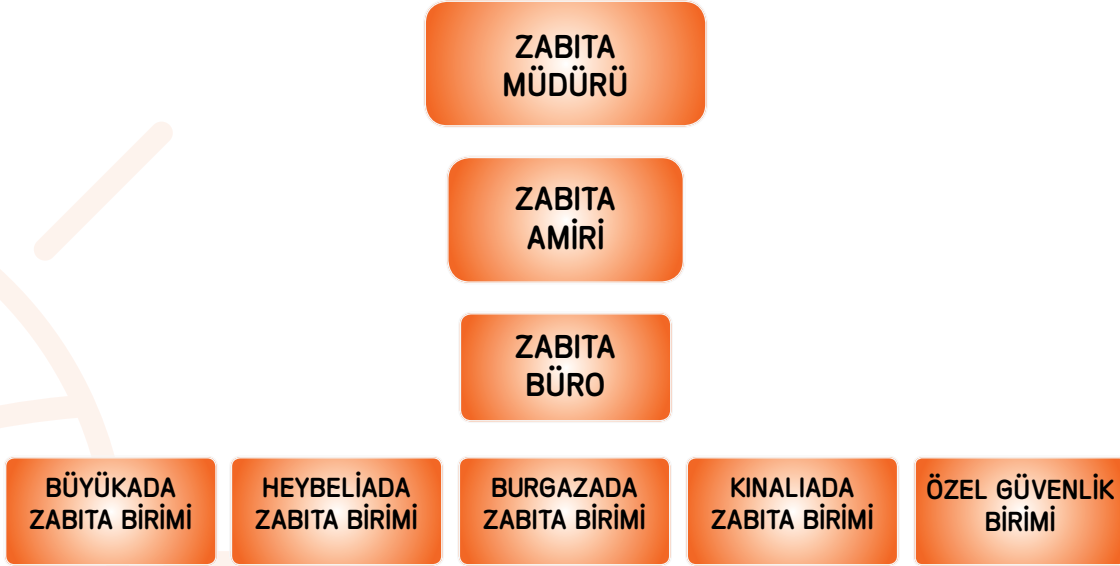 ZABITA
MÜDÜRÜ
ZABITA
AMİRİ
ZABITA
BÜRO
BÜYÜKADA
ZABITA BİRİMİ
HEYBELİADA
ZABITA BİRİMİ
BURGAZADA
ZABITA BİRİMİ
KINALIADA
ZABITA BİRİMİ
ÖZEL GÜVENLİK
BİRİMİ